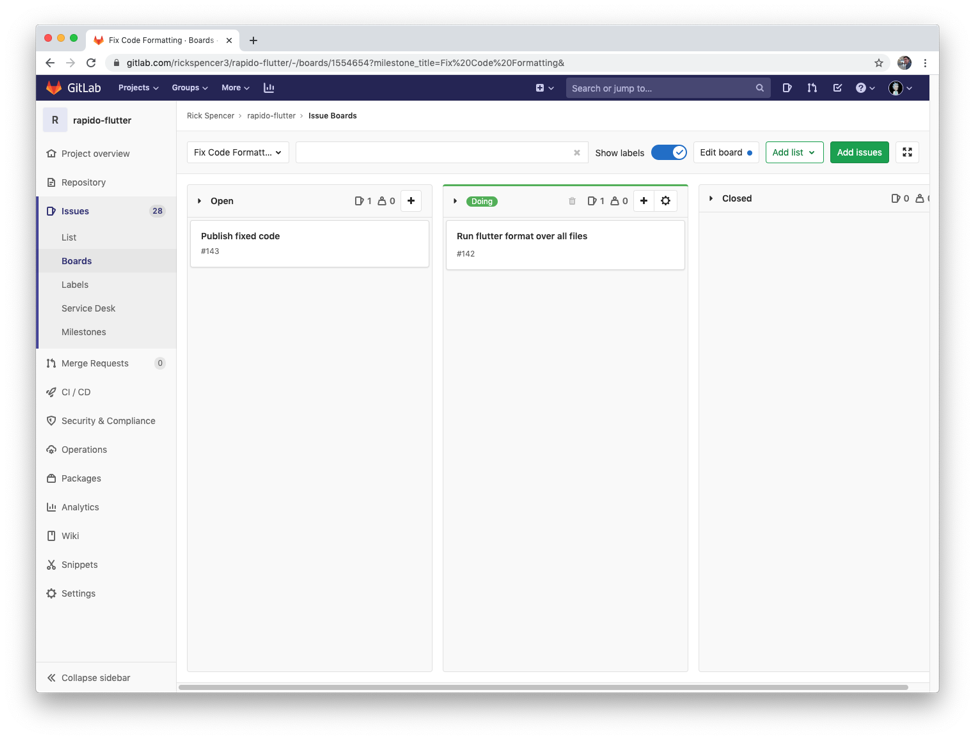 Fix Code Formatting · Boards ·
gitlab.com/rickspencer3/rapido-flutter/-/boards/1554654?milestone_title=Fix%20Code%20Formatting&
GitLab Projects Groups More Search or jump to...
R rapido-flutter
Rick Spencer › rapido-flutter › Issue Boards
Fix Code Formatt... Show labels Edit board Add list Add issues
Project overview
Repository
Issues 28
List
Boards
Labels
Service Desk
Milestones
Merge Requests 0
CI / CD
Security & Compliance
Operations
Packages
Analytics
Wiki
Snippets
Settings
Collapse sidebar
Open 1 0
Publish fixed code
#143
Doing 1 0
Run flutter format over all files
#142
Closed 0 0